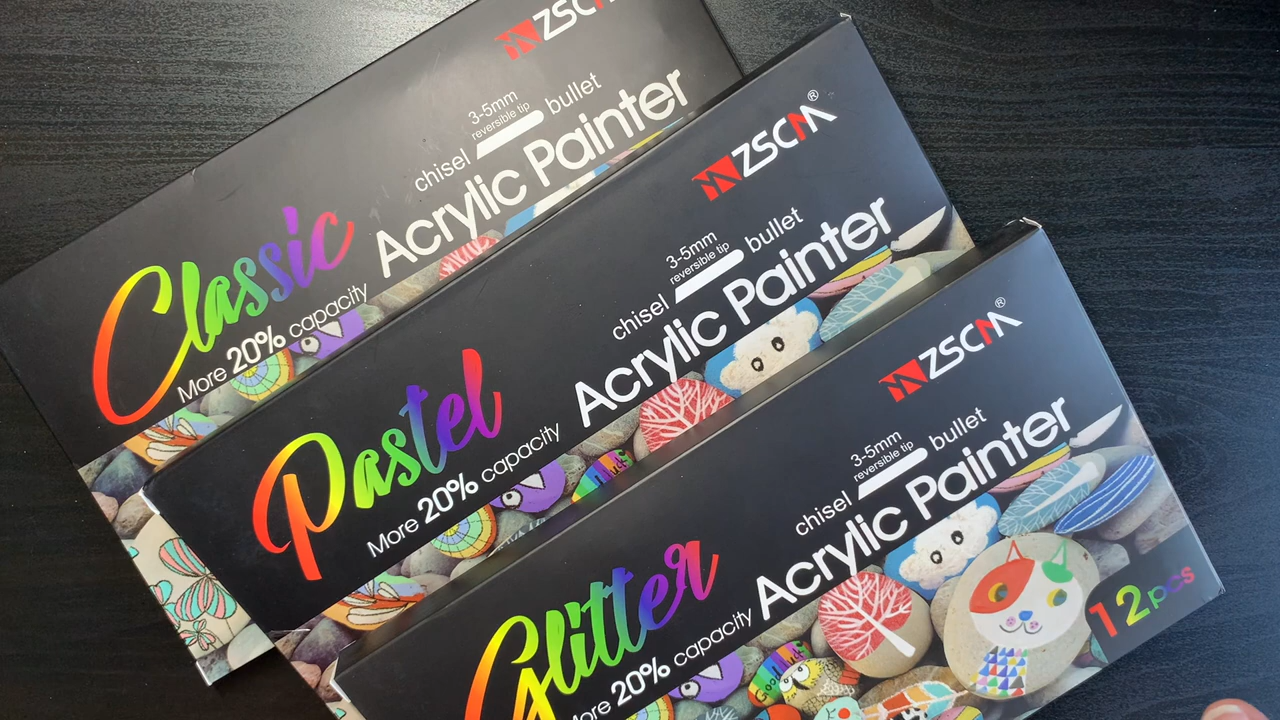 ZSCM
3-5mm
reversible tip
chisel bullet
Acrylic Painter
Classic
More 20% capacity
ZSCM®
3-5mm
reversible tip
chisel bullet
Acrylic Painter
Pastel
More 20% capacity
ZSCM®
3-5mm
reversible tip
chisel bullet
Acrylic Painter
Glitter
More 20% capacity
Good
12pcs